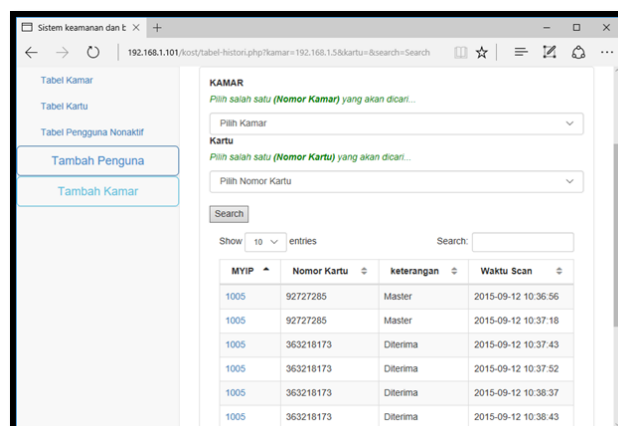 Sistem keamanan dan b
192.168.1.101/kost/tabel-histori.php?kamar=192.168.1.5&kartu=&search=Search
Tabel Kamar
Tabel Kartu
Tabel Pengguna Nonaktif
Tambah Penguna
Tambah Kamar
KAMAR
Pilih salah satu (Nomor Kamar) yang akan dicari...
Pilih Kamar
Kartu
Pilih salah satu (Nomor Kartu) yang akan dicari...
Pilih Nomor Kartu
Search
Show 10 entries Search:
MYIP Nomor Kartu keterangan Waktu Scan
1005 92727285 Master 2015-09-12 10:36:56
1005 92727285 Master 2015-09-12 10:37:18
1005 363218173 Diterima 2015-09-12 10:37:43
1005 363218173 Diterima 2015-09-12 10:37:52
1005 363218173 Diterima 2015-09-12 10:38:37
1005 363218173 Diterima 2015-09-12 10:38:43